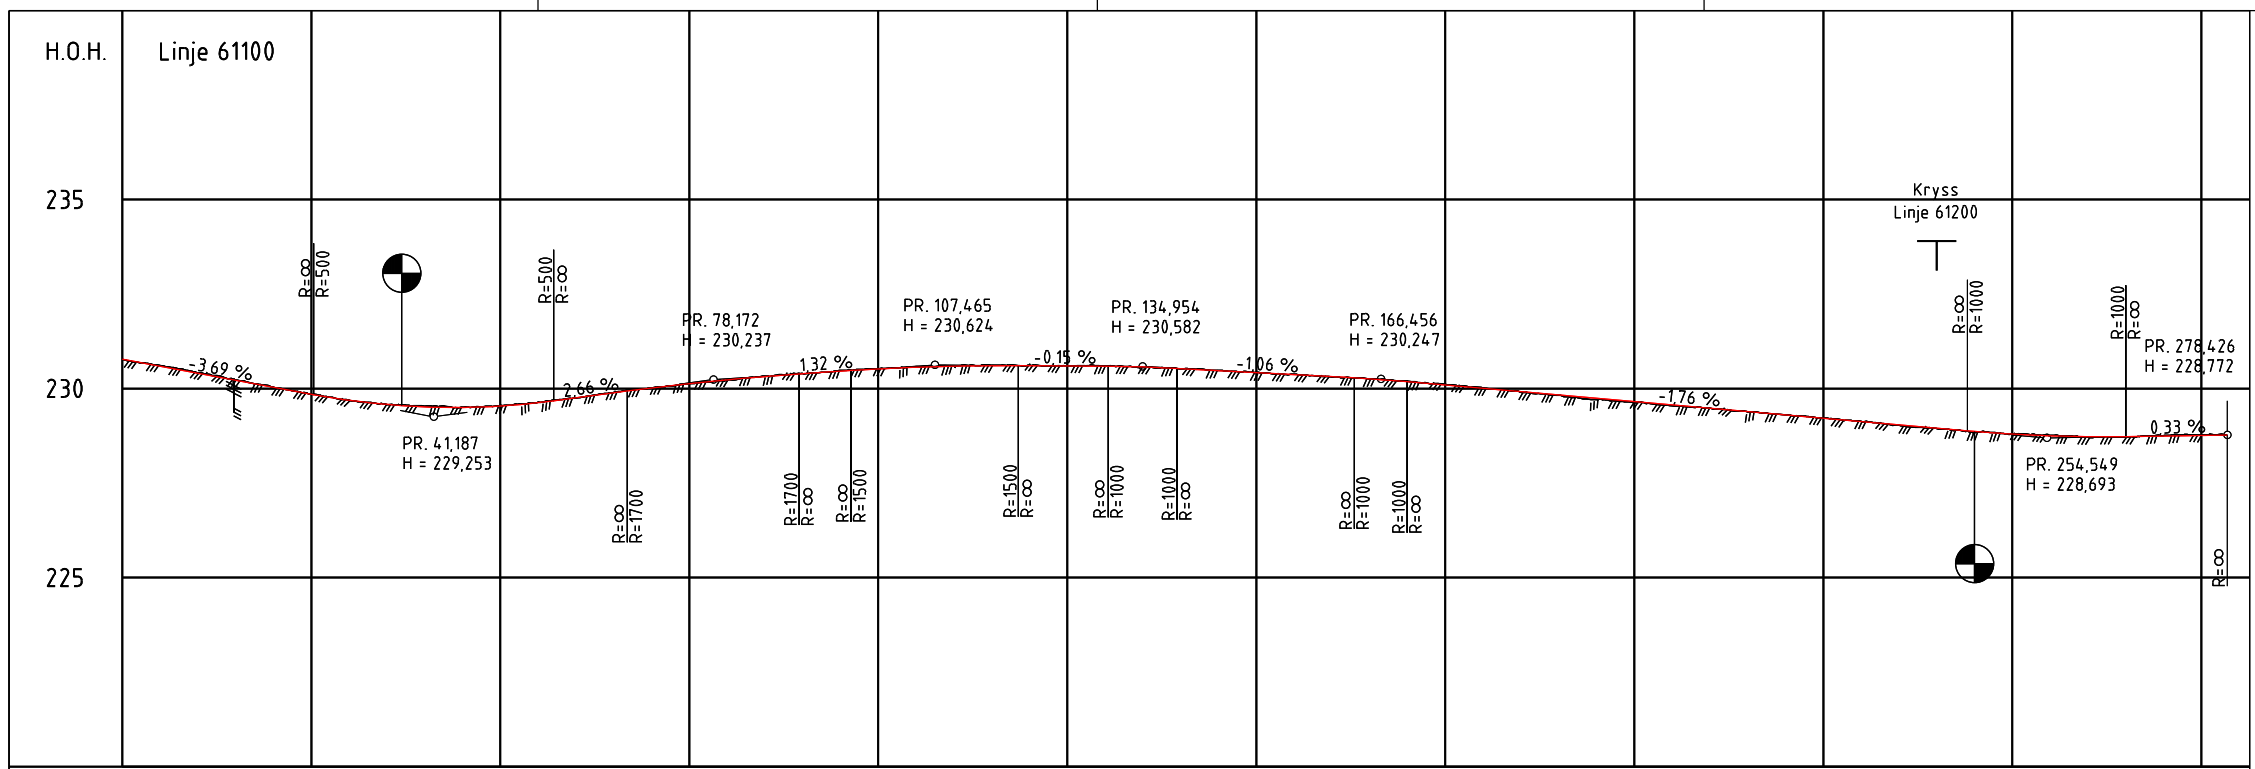 H.O.H.
Linje 61100
235
230
225
Kryss
Linje 61200
R=∞
R=500
R=500
R=∞
PR. 78,172
H = 230,237
PR. 107,465
H = 230,624
PR. 134,954
H = 230,582
PR. 166,456
H = 230,247
R=∞
R=1000
R=1000
R=∞
PR. 278,426
H = 228,772
-3,69 %
2,66 %
1,32 %
-0,15 %
-1,06 %
-1,76 %
0,33 %
PR. 41,187
H = 229,253
PR. 254,549
H = 228,693
R=∞
R=1700
R=1700
R=∞
R=∞
R=1500
R=1500
R=∞
R=∞
R=1000
R=1000
R=∞
R=∞
R=1000
R=1000
R=∞
R=∞